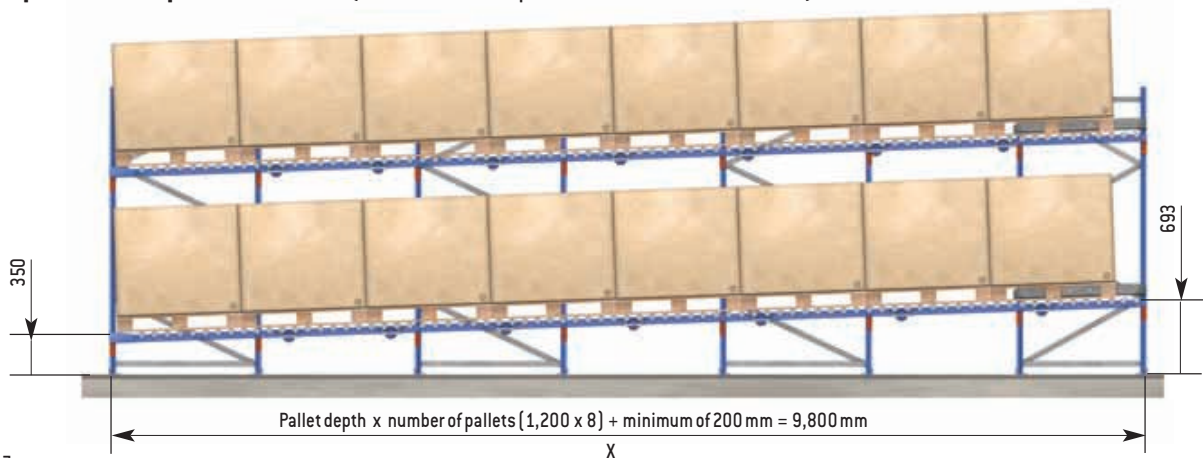 350
693
Pallet depth x number of pallets (1,200 x 8) + minimum of 200 mm = 9,800 mm
X